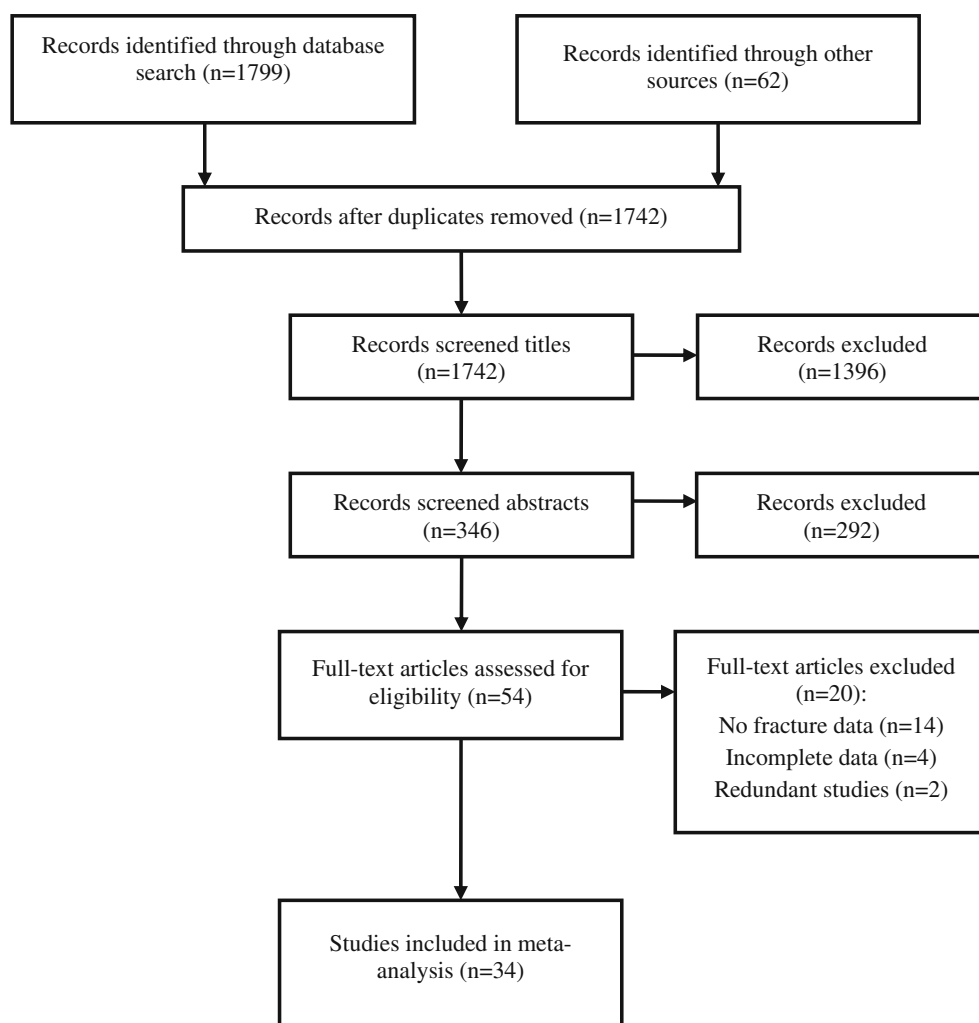 Records identified through database
search (n=1799)
Records identified through other
sources (n=62)
Records after duplicates removed (n=1742)
Records screened titles
(n=1742)
Records excluded
(n=1396)
Records screened abstracts
(n=346)
Records excluded
(n=292)
Full-text articles assessed for
eligibility (n=54)
Full-text articles excluded
(n=20):
No fracture data (n=14)
Incomplete data (n=4)
Redundant studies (n=2)
Studies included in meta-
analysis (n=34)